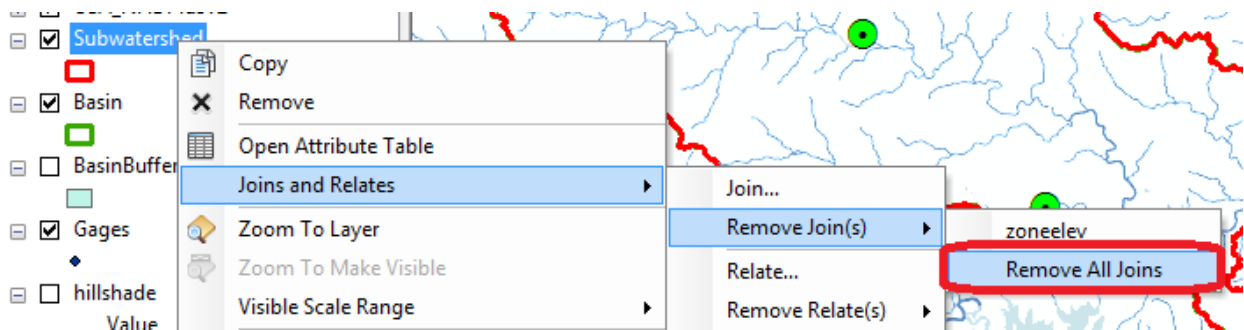 Subwatershed
Basin
BasinBuffer
Gages
hillshade
Value
Copy
Remove
Open Attribute Table
Joins and Relates
Zoom To Layer
Zoom To Make Visible
Visible Scale Range
Join...
Remove Join(s)
Relate...
Remove Relate(s)
zoneelev
Remove All Joins